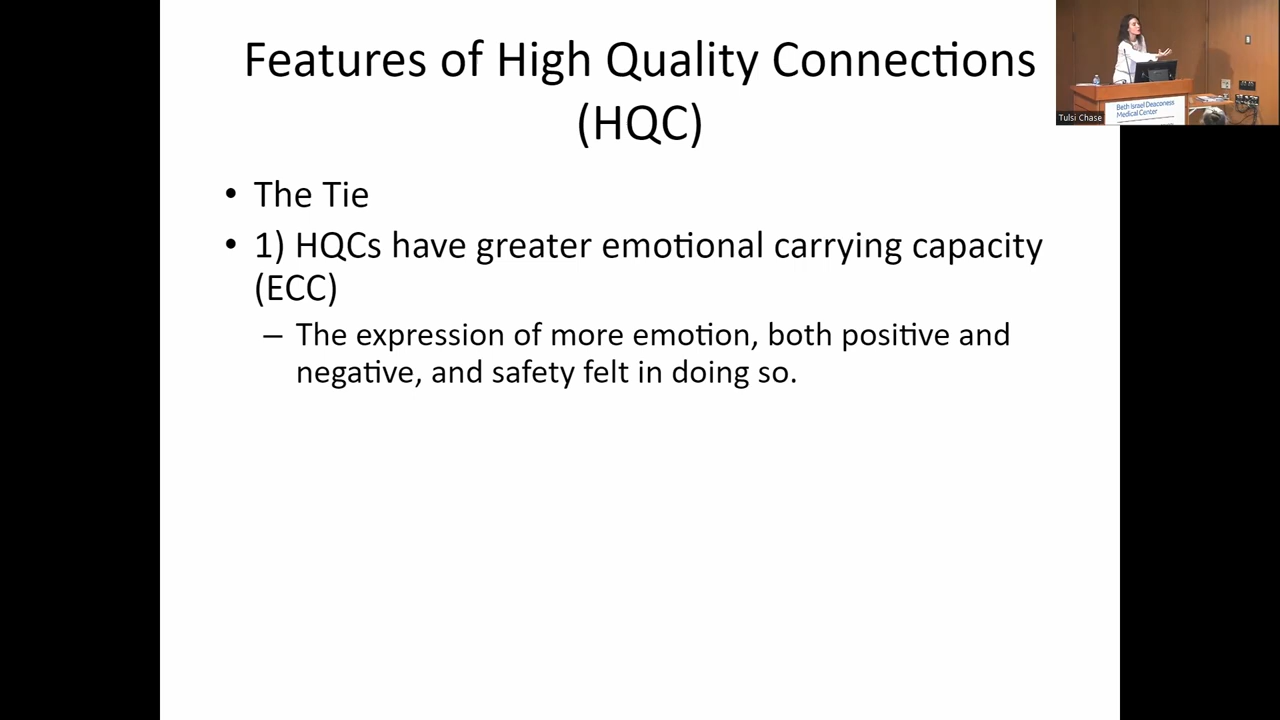 Features of High Quality Connections
(HQC)
• The Tie
• 1) HQCs have greater emotional carrying capacity
(ECC)
– The expression of more emotion, both positive and
negative, and safety felt in doing so.
Beth Israel Deaconess
Medical Center
Tulsi Chase